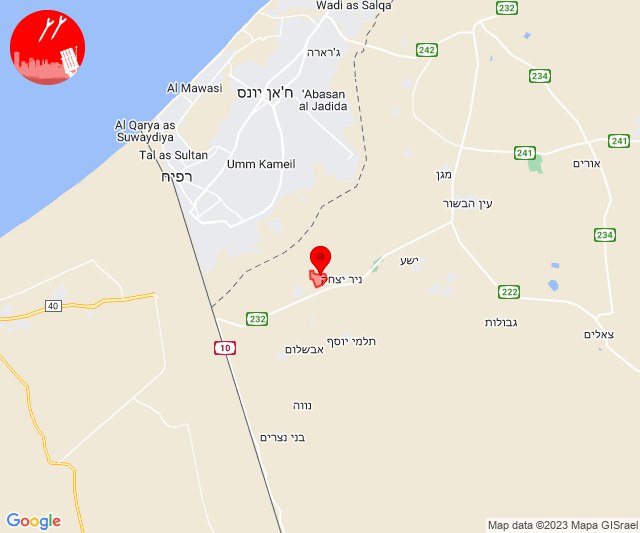 Wadi as Salqa
232
ג'רארה
242
234
Al Mawasi
ח'אן יונס
'Abasan
al Jadida
Al Qarya as
Suwaydiya
Tal as Sultan
241
241
Umm Kameil
אורים
רפיח
מגן
עין הבשור
234
ישע
ניר יצחק
222
40
232
גבולות
צאלים
10
אבשלום
תלמי יוסף
נווה
בני נצרים
Google
Map data ©2023 Mapa GISrael